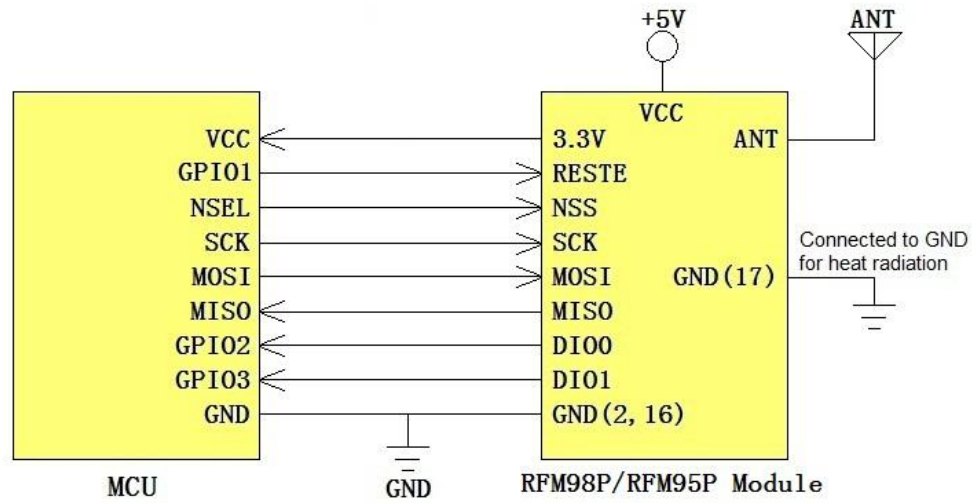 +5V
ANT
VCC
GPIO1
NSEL
SCK
MOSI
MISO
GPIO2
GPIO3
GND
MCU
GND
VCC
3.3V
RESTE
NSS
SCK
MOSI
MISO
DIO0
DIO1
GND(2,16)
ANT
GND(17)
RFM98P/RFM95P Module
Connected to GND
for heat radiation